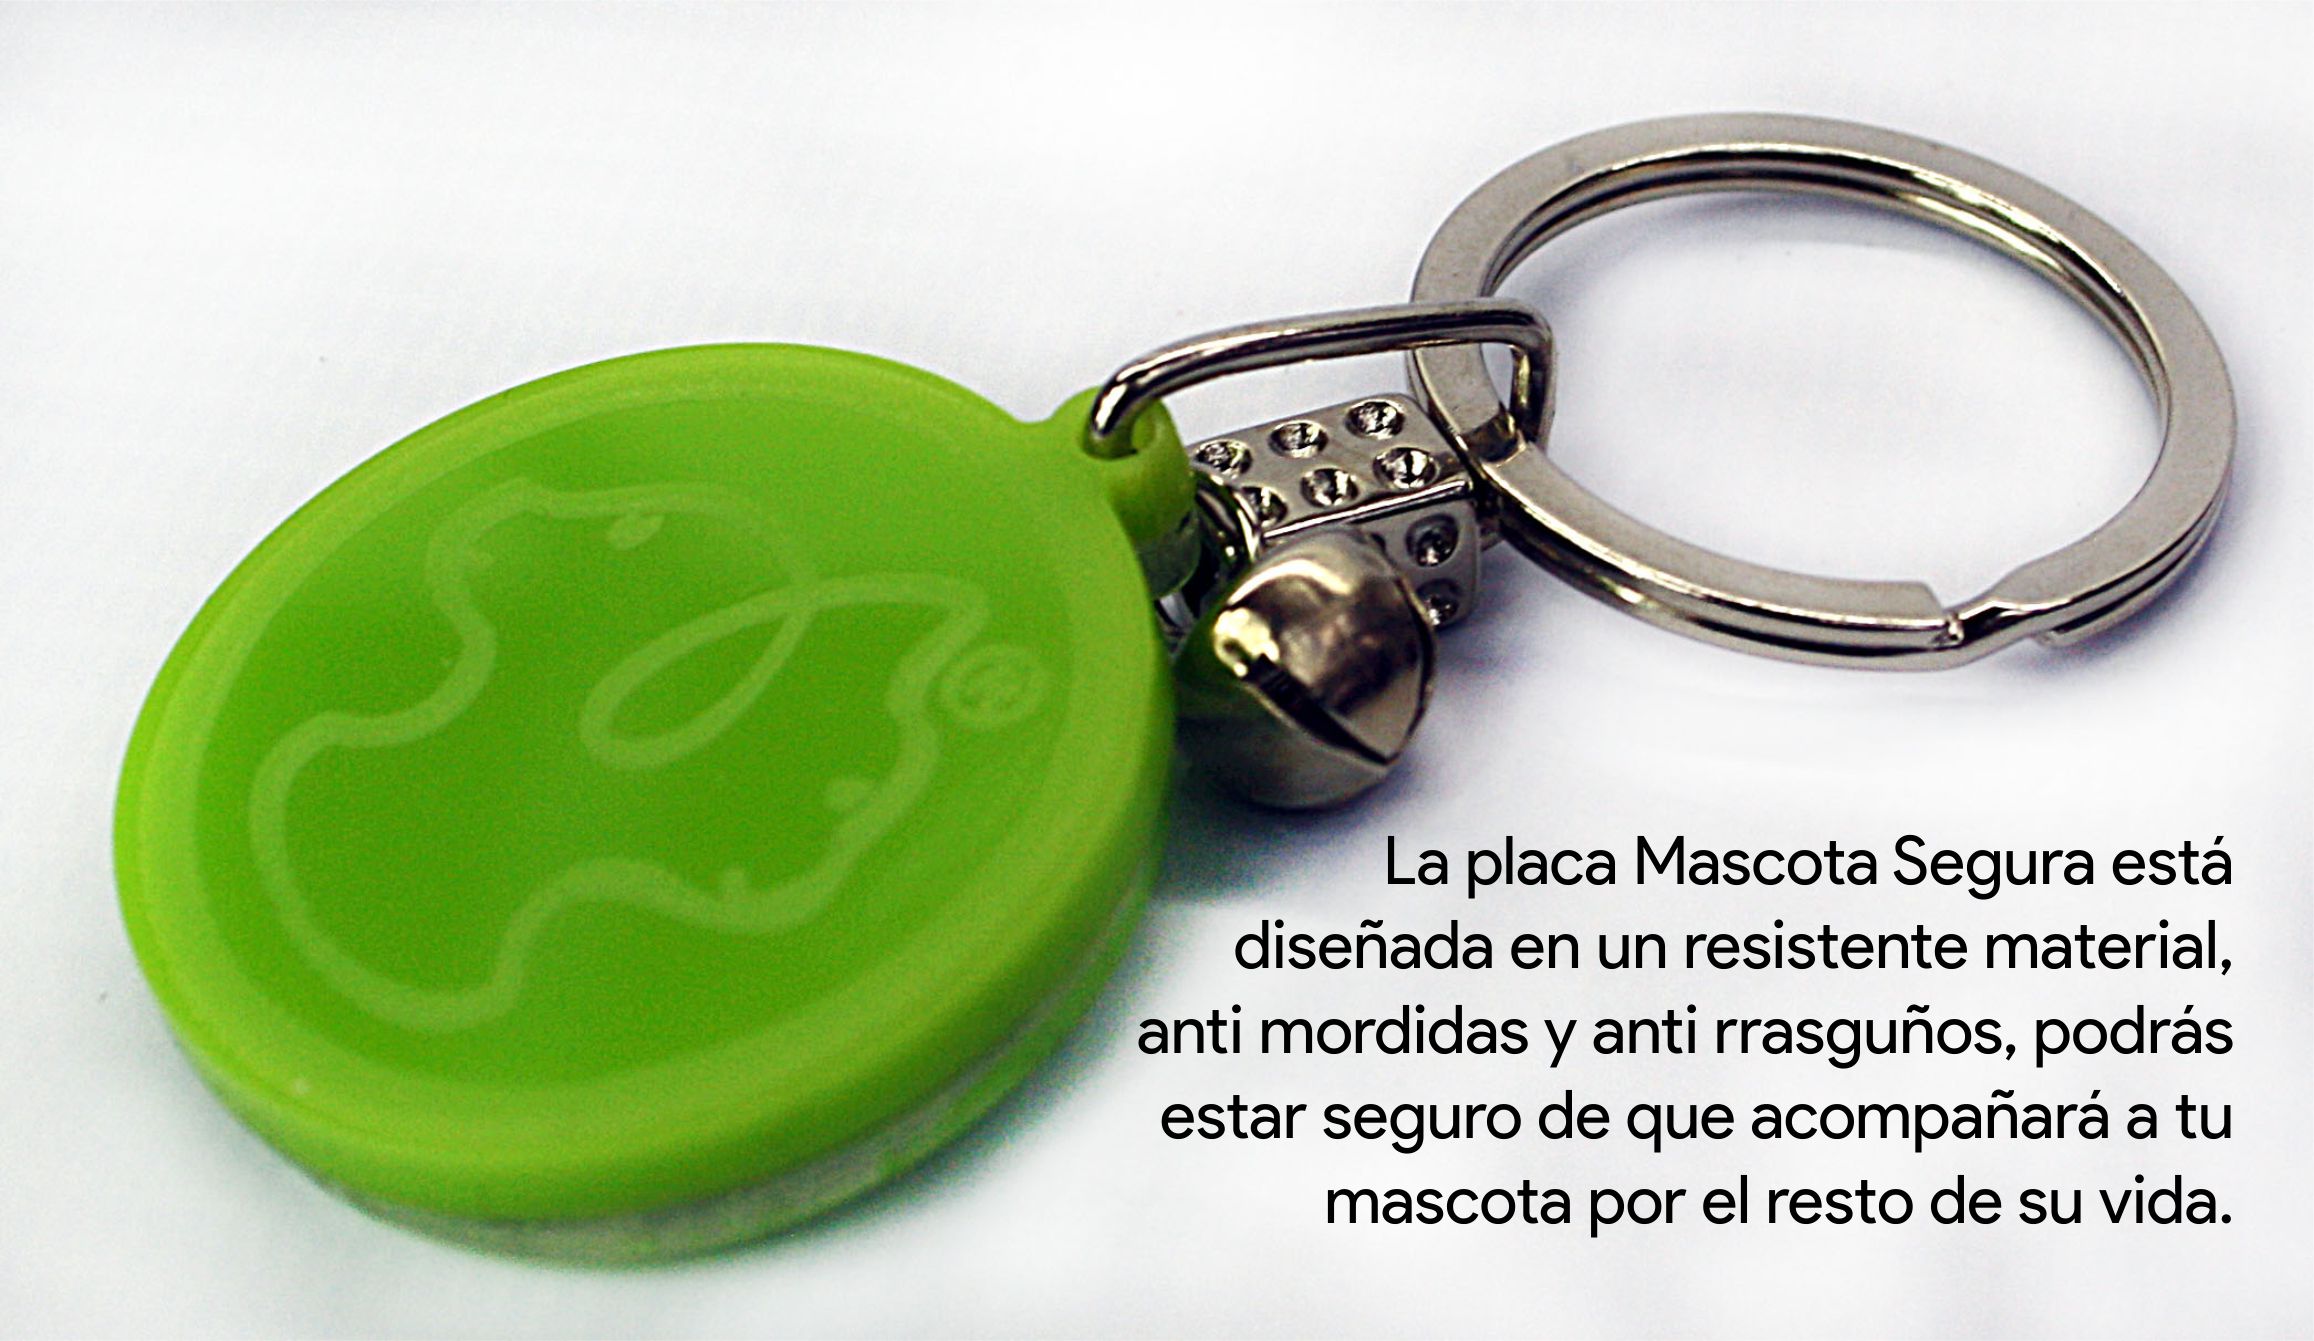 La placa Mascota Segura está
diseñada en un resistente material,
anti mordidas y anti rrasguños, podrás
estar seguro de que acompañará a tu
mascota por el resto de su vida.
®